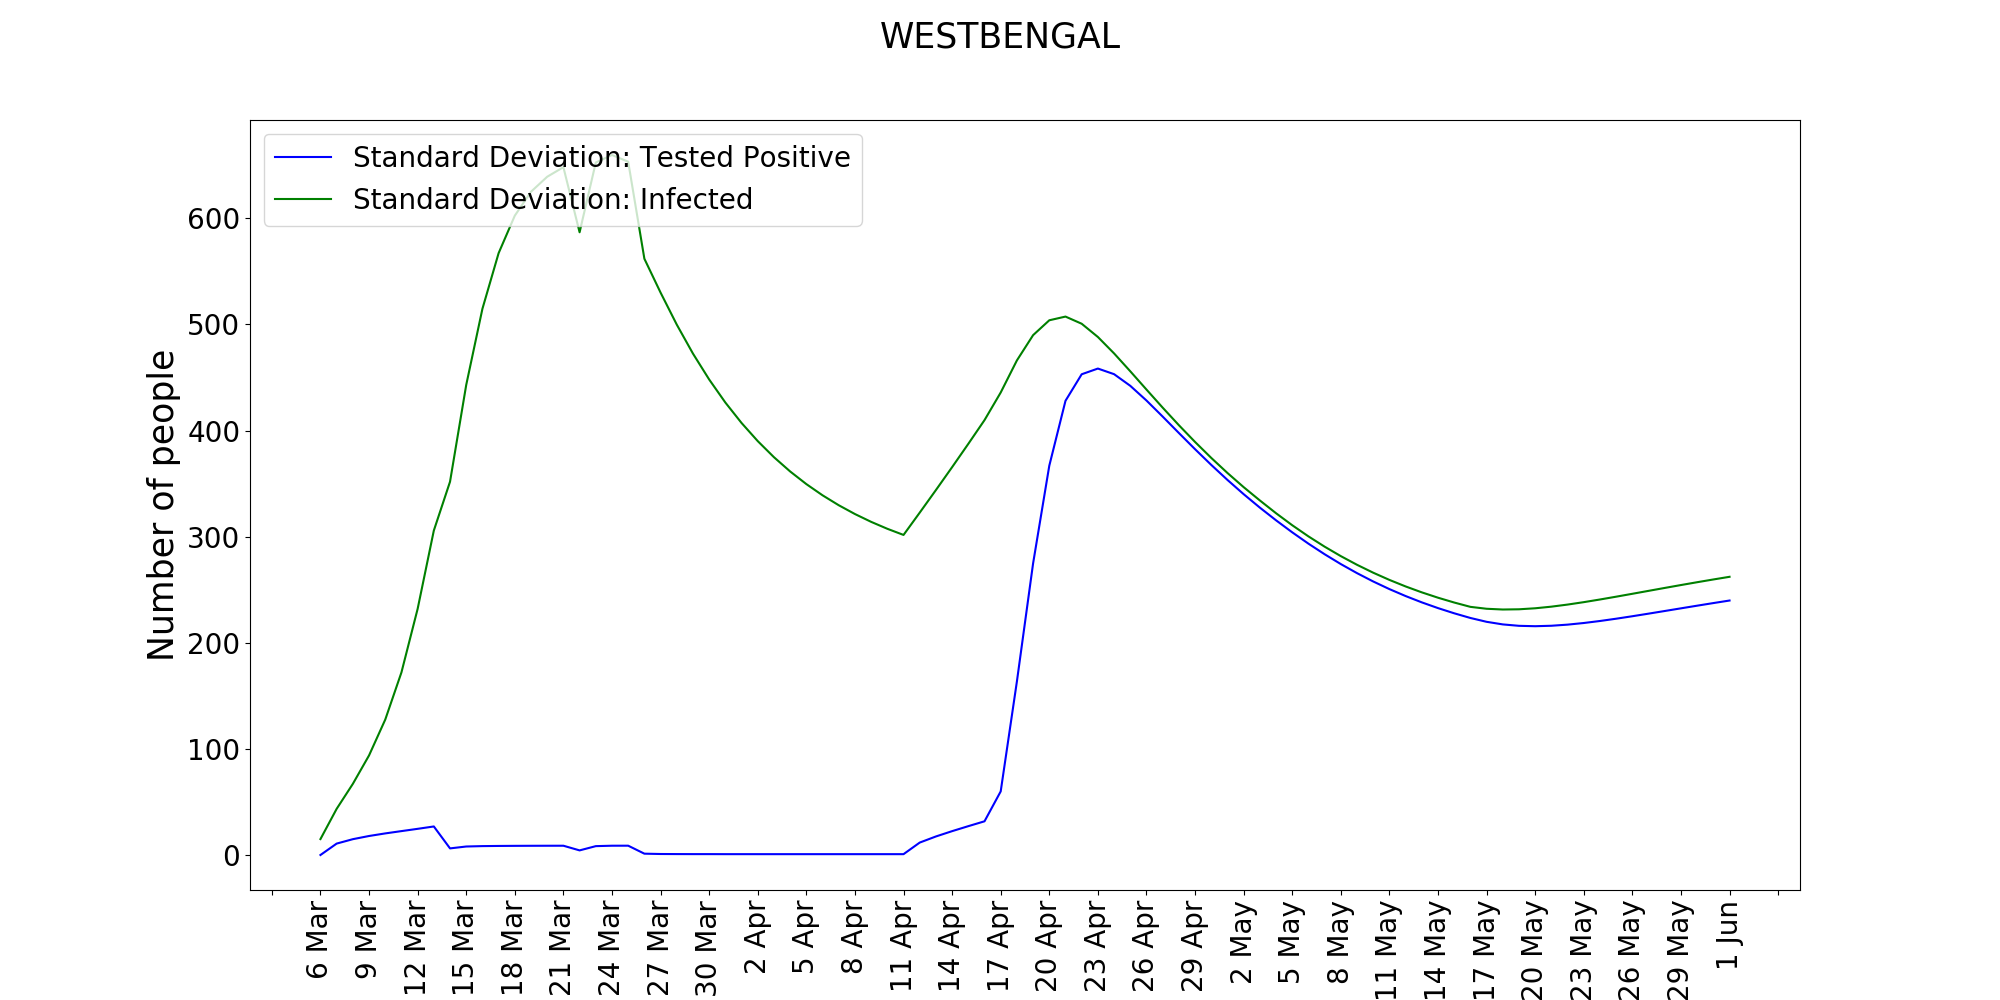 WESTBENGAL
Standard Deviation: Tested Positive
Standard Deviation: Infected
Number of people
600
500
400
300
200
100
0
6 Mar
9 Mar
12 Mar
15 Mar
18 Mar
21 Mar
24 Mar
27 Mar
30 Mar
2 Apr
5 Apr
8 Apr
11 Apr
14 Apr
17 Apr
20 Apr
23 Apr
26 Apr
29 Apr
2 May
5 May
8 May
11 May
14 May
17 May
20 May
23 May
26 May
29 May
1 Jun